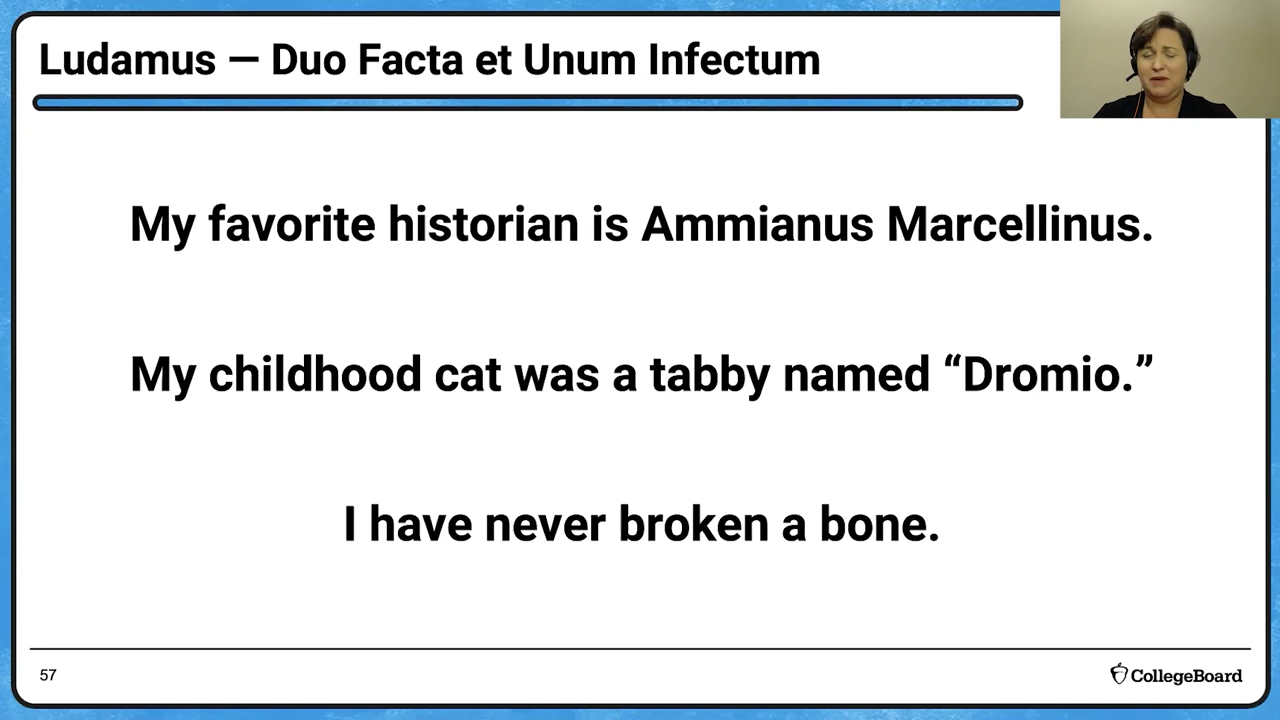 Ludamus — Duo Facta et Unum Infectum
My favorite historian is Ammianus Marcellinus.
My childhood cat was a tabby named “Dromio.”
I have never broken a bone.
57
CollegeBoard